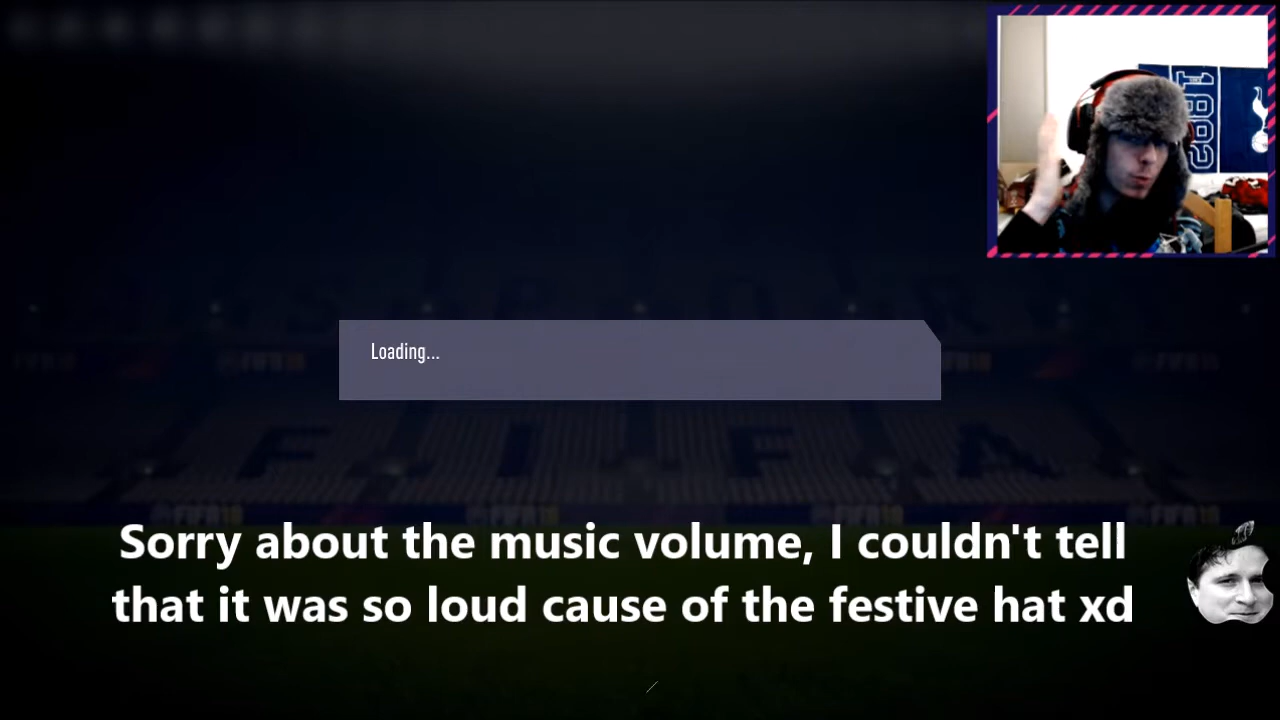 1882
Loading...
F I F A
Sorry about the music volume, I couldn't tell
that it was so loud cause of the festive hat xd